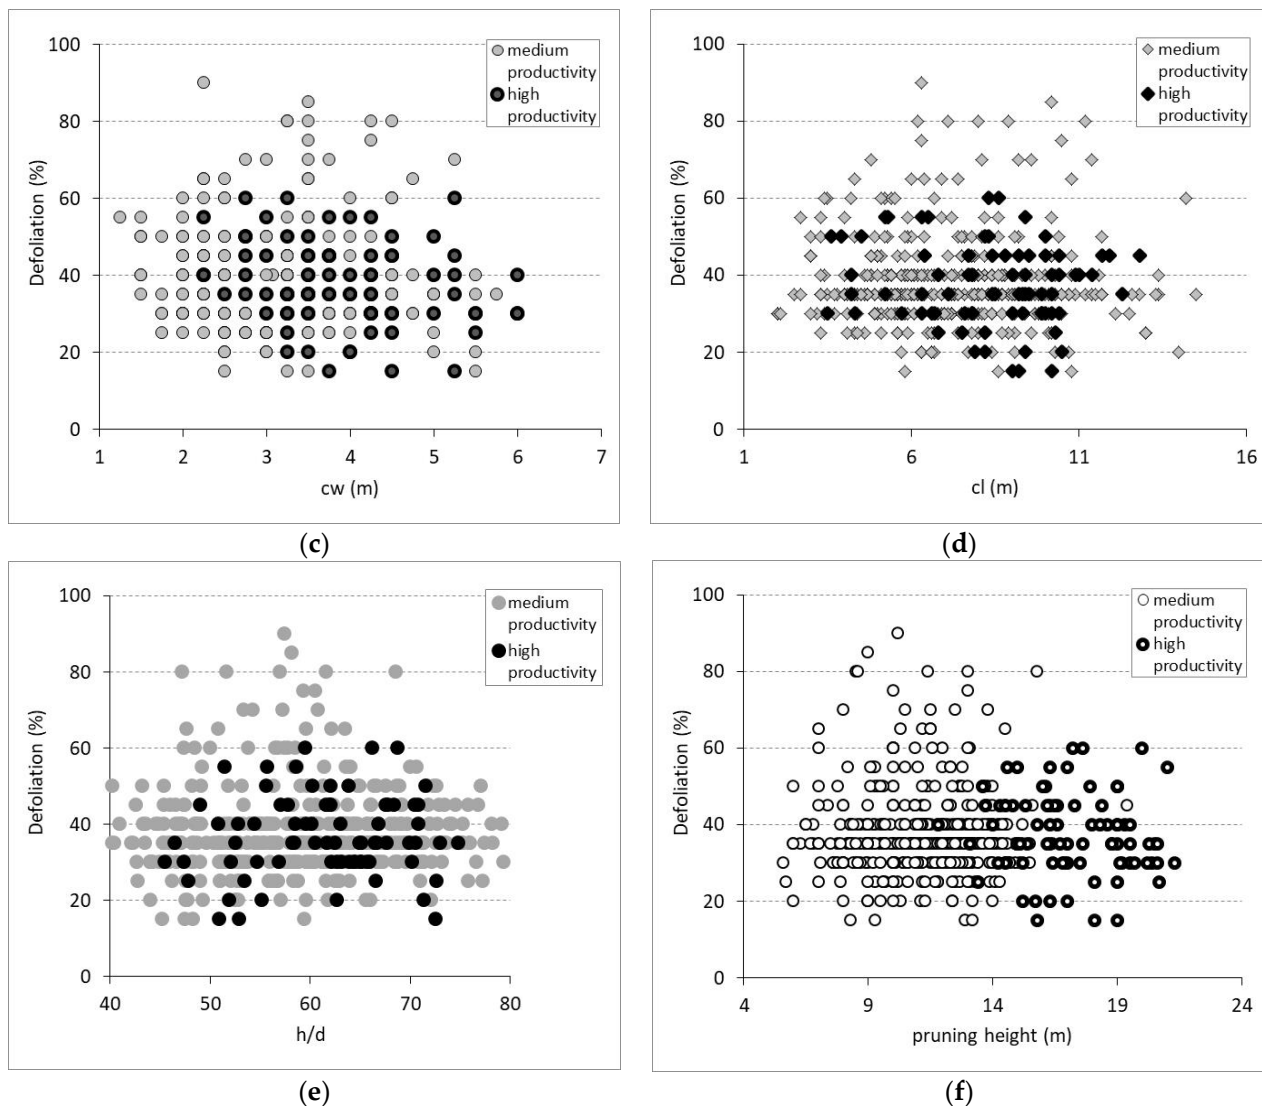 100
80
60
40
20
0
Defoliation (%)
medium
productivity
high
productivity
1 2 3 4 5 6 7
cw (m)
(c)
100
80
60
40
20
0
Defoliation (%)
medium
productivity
high
productivity
1 6 11 16
cl (m)
(d)
100
80
60
40
20
0
Defoliation (%)
medium
productivity
high
productivity
40 50 60 70 80
h/d
(e)
100
80
60
40
20
0
Defoliation (%)
medium
productivity
high
productivity
4 9 14 19 24
pruning height (m)
(f)